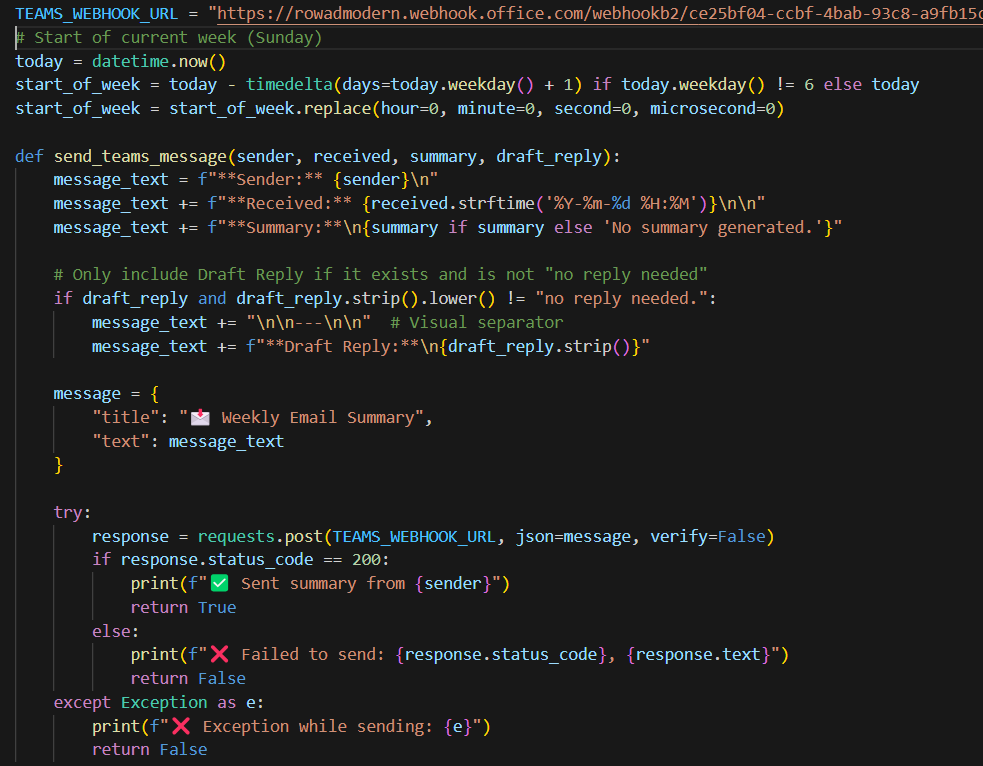 TEAMS_WEBHOOK_URL = "https://rowadmodern.webhook.office.com/webhookb2/ce25bf04-ccbf-4bab-93c8-a9fb15c
# Start of current week (Sunday)
today = datetime.now()
start_of_week = today - timedelta(days=today.weekday() + 1) if today.weekday() != 6 else today
start_of_week = start_of_week.replace(hour=0, minute=0, second=0, microsecond=0)
def send_teams_message(sender, received, summary, draft_reply):
    message_text = f"**Sender:** {sender}\n"
    message_text += f"**Received:** {received.strftime('%Y-%m-%d %H:%M')}\n\n"
    message_text += f"**Summary:**\n{summary if summary else 'No summary generated.'}"
    # Only include Draft Reply if it exists and is not "no reply needed"
    if draft_reply and draft_reply.strip().lower() != "no reply needed.":
        message_text += "\n\n---\n\n"  # Visual separator
        message_text += f"**Draft Reply:**\n{draft_reply.strip()}"
    message = {
        "title": "📩 Weekly Email Summary",
        "text": message_text
    }
    try:
        response = requests.post(TEAMS_WEBHOOK_URL, json=message, verify=False)
        if response.status_code == 200:
            print(f"✅ Sent summary from {sender}")
            return True
        else:
            print(f"❌ Failed to send: {response.status_code}, {response.text}")
            return False
    except Exception as e:
        print(f"❌ Exception while sending: {e}")
        return False